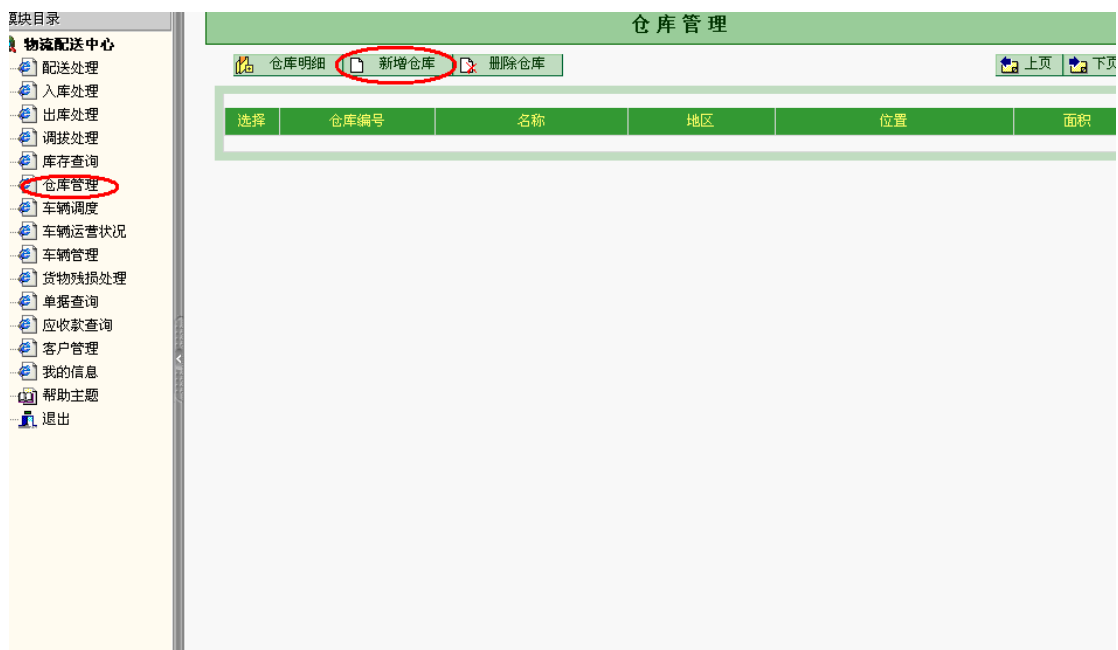 模块目录
物流配送中心
配送处理
入库处理
出库处理
调拔处理
库存查询
仓库管理
车辆调度
车辆运营状况
车辆管理
货物残损处理
单据查询
应收款查询
客户管理
我的信息
帮助主题
退出
仓库管理
仓库明细 新增仓库 删除仓库 上页 下页
选择 仓库编号 名称 地区 位置 面积